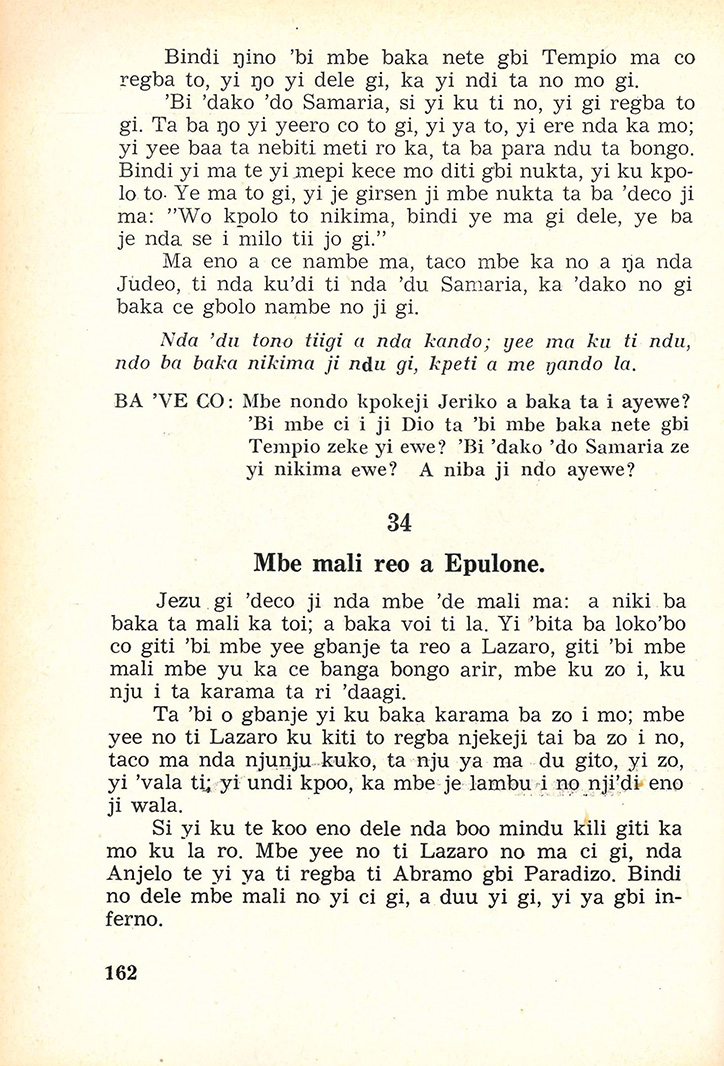 Bindi ŋino ’bi mbe baka nete gbi Tempio ma co
regba to, yi ŋo yi dele gi, ka yi ndi ta no mo gi.
’Bi ’dako ’do Samaria, si yi ku ti no, yi gi regba to
gi. Ta ba ŋo yi yeero co to gi, yi ya to, yi ere nda ka mo;
yi yee baa ta nebiti meti ro ka, ta ba para ndu ta bongo.
Bindi yi ma te yi mepi kece mo diti gbi nukta, yi ku kpo-
lo to. Ye ma to gi, yi je girsen ji mbe nukta ta ba ’deco ji
ma: ”Wo kpolo to nikima, bindi ye ma gi dele, ye ba
je nda se i milo tii jo gi.”
Ma eno a ce nambe ma, taco mbe ka no a ŋa nda
Judeo, ti nda ku’di ti nda ’du Samaria, ka ’dako no gi
baka ce gbolo nambe no ji gi.
Nda ’du tono tiigi a nda kando; yee ma ku ti ndu,
ndo ba baka nikima ji ndu gi, kpeti a me ŋando la.
BA ’VE CO: Mbe nondo kpokeji Jeriko a baka ta i ayewe?
’Bi mbe ci i ji Dio ta ’bi mbe baka nete gbi
Tempio zeke yi ewe? ’Bi ’dako ’do Samaria ze
yi nikima ewe? A niba ji ndo ayewe?
34
Mbe mali reo a Epulone.
Jezu gi ’deco ji nda mbe ’de mali ma: a niki ba
baka ta mali ka toi; a baka voi ti la. Yi ’bita ba loko’bo
co giti ’bi mbe yee gbanje ta reo a Lazaro, giti ’bi mbe
mali mbe yu ka ce banga bongo arir, mbe ku zo i, ku
nju i ta karama ta ri ’daagi.
Ta ’bi o gbanje yi ku baka karama ba zo i mo; mbe
yee no ti Lazaro ku kiti to regba njekeji tai ba zo i no,
taco ma nda njunju kuko, ta nju ya ma du gito, yi zo,
yi ’vala ti; yi undi kpoo, ka mbe je lambu i no nji’di eno
ji wala.
Si yi ku te koo eno dele nda boo mindu kili giti ka
mo ku la ro. Mbe yee no ti Lazaro no ma ci gi, nda
Anjelo te yi ya ti regba ti Abramo gbi Paradizo. Bindi
no dele mbe mali no yi ci gi, a duu yi gi, yi ya gbi in-
ferno.
162